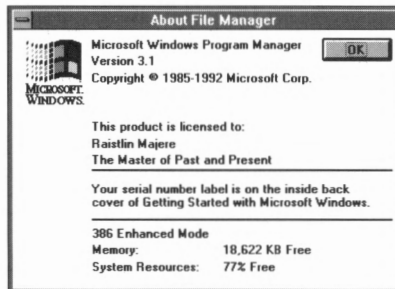 About File Manager
Microsoft Windows Program Manager
Version 3.1
Copyright © 1985-1992 Microsoft Corp.
OK
MICROSOFT.
WINDOWS.
This product is licensed to:
Raistlin Majere
The Master of Past and Present
Your serial number label is on the inside back
cover of Getting Started with Microsoft Windows.
386 Enhanced Mode
Memory: 18,622 KB Free
System Resources: 77% Free